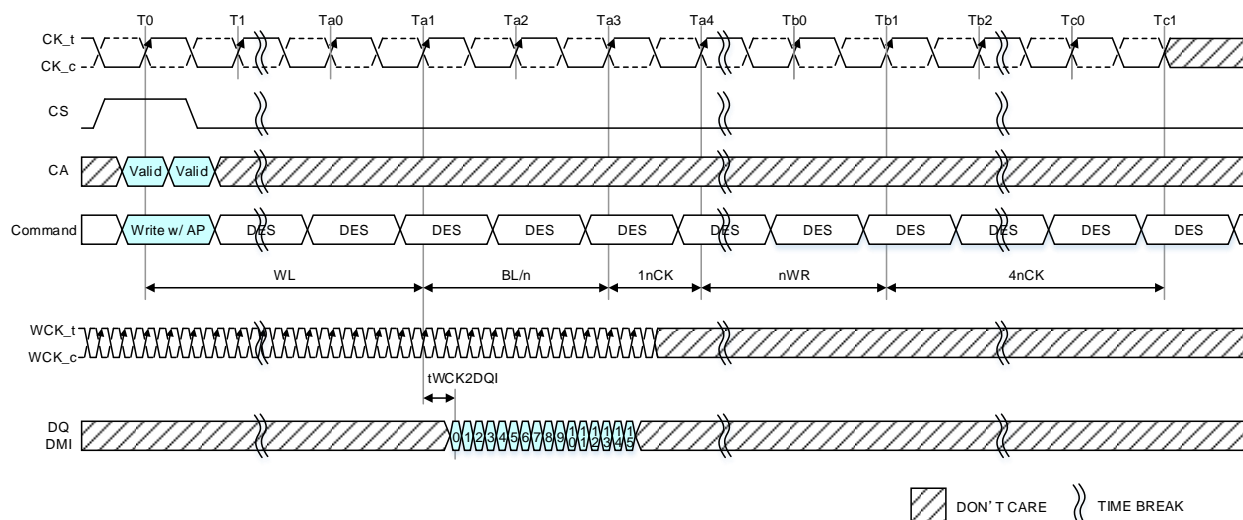 T0 T1 Ta0 Ta1 Ta2 Ta3 Ta4 Tb0 Tb1 Tb2 Tc0 Tc1
CK_t
CK_c
CS
CA Valid Valid
Command Write w/ AP DES DES DES DES DES DES DES DES DES DES DES
WL BL/n 1nCK nWR 4nCK
WCK_t
WCK_c
tWCK2DQI
DQ
DMI
0 1 2 3 4 5 6 7 8 9 10 11 12 13 14 15
DON'T CARE TIME BREAK